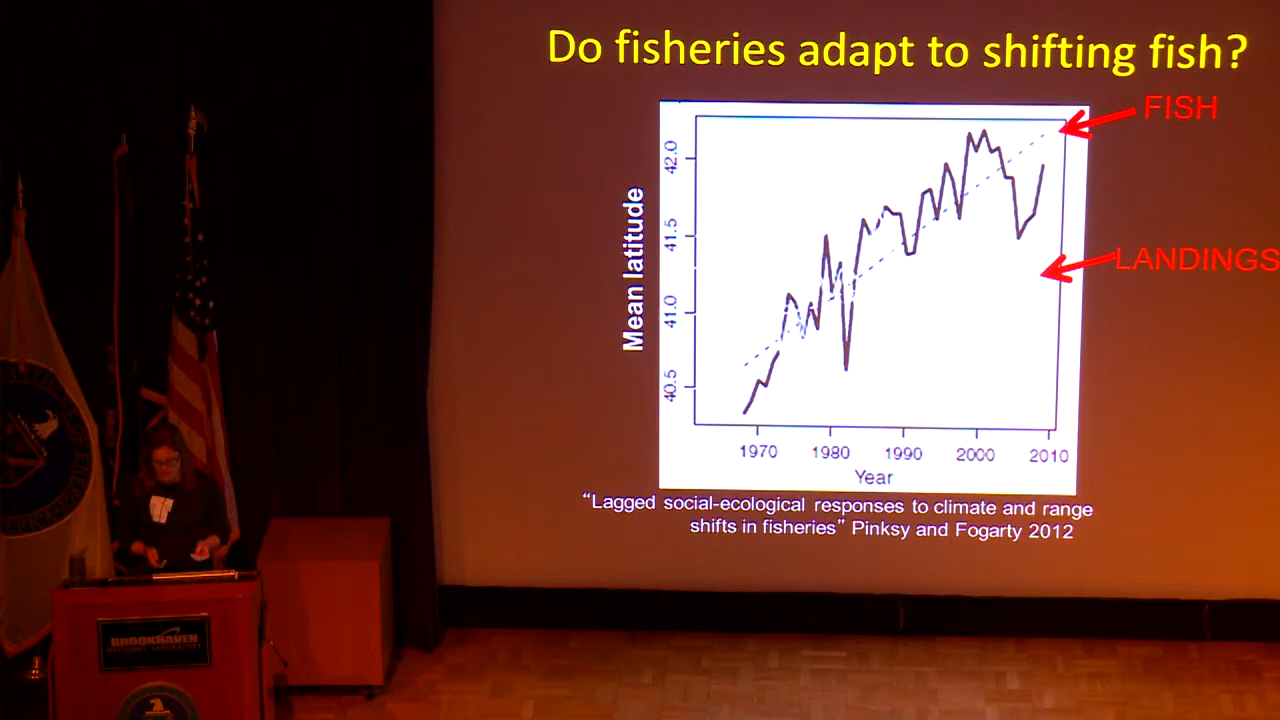 Do fisheries adapt to shifting fish?
FISH
LANDINGS
Mean latitude
42.0
41.5
41.0
40.5
1970 1980 1990 2000 2010
Year
“Lagged social-ecological responses to climate and range
shifts in fisheries” Pinksy and Fogarty 2012
BROOKHAVEN
NATIONAL LABORATORY